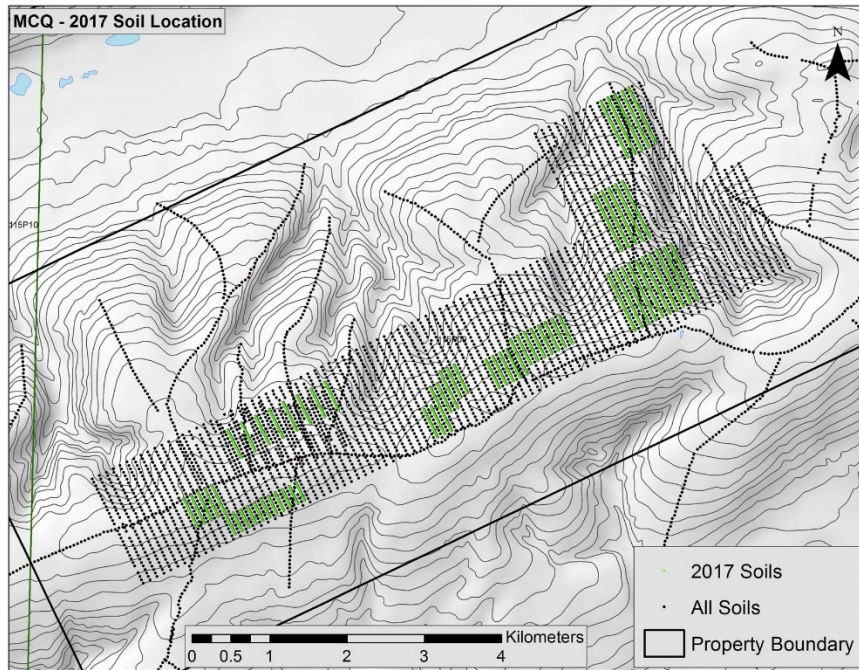 MCQ - 2017 Soil Location
N
115P10
2017 Soils
All Soils
Property Boundary
Kilometers
0 0.5 1 2 3 4